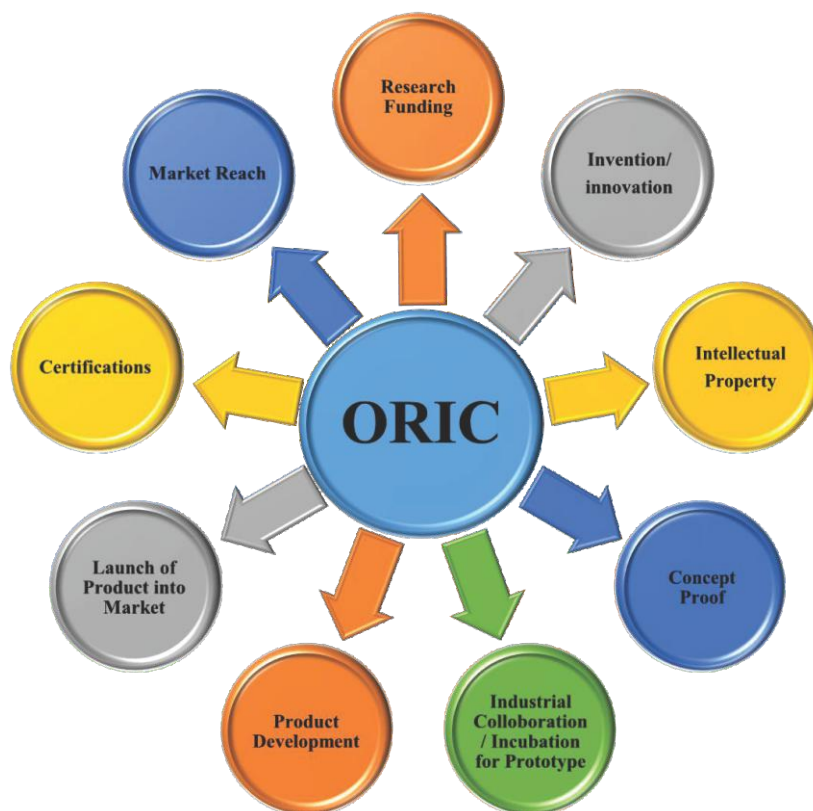 Research
Funding
Invention/
innovation
Intellectual
Property
Concept
Proof
Industrial
Colloboration
/ Incubation
for Prototype
Product
Development
Launch of
Product into
Market
Certifications
Market Reach
ORIC